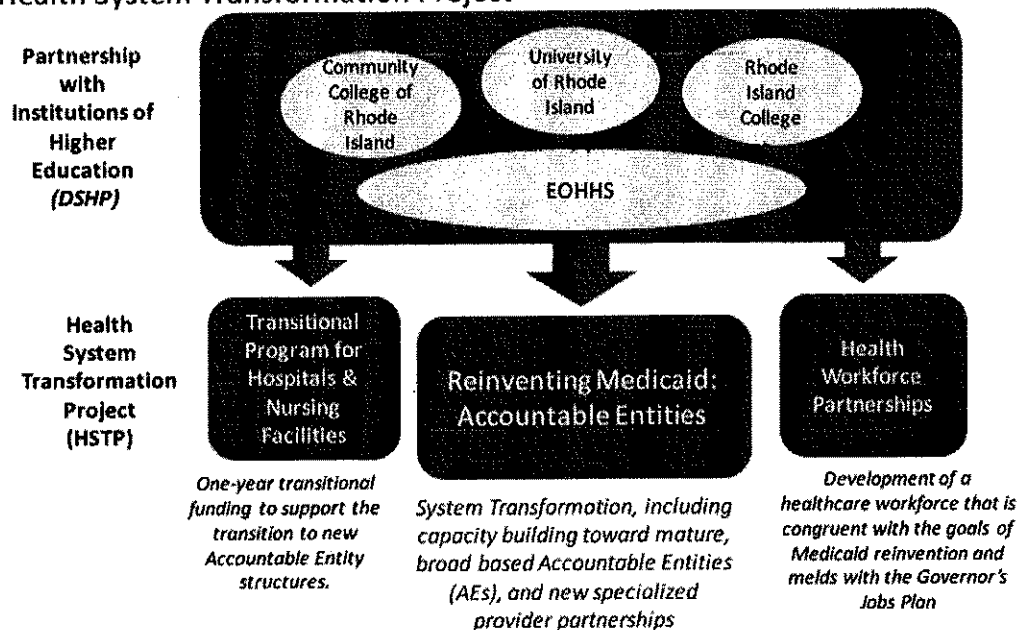 Health System Transformation Project
Partnership
with
Institutions of
Higher
Education
(DSHP)
Community
College of
Rhode
Island
University
of Rhode
Island
Rhode
Island
College
EOHHS
Health
System
Transformation
Project
(HSTP)
Transitional
Program for
Hospitals &
Nursing
Facilities
Reinventing Medicaid:
Accountable Entities
Health
Workforce
Partnerships
One-year transitional
funding to support the
transition to new
Accountable Entity
structures.
System Transformation, including
capacity building toward mature,
broad based Accountable Entities
(AEs), and new specialized
provider partnerships
Development of a
healthcare workforce that is
congruent with the goals of
Medicaid reinvention and
melds with the Governor's
Jobs Plan